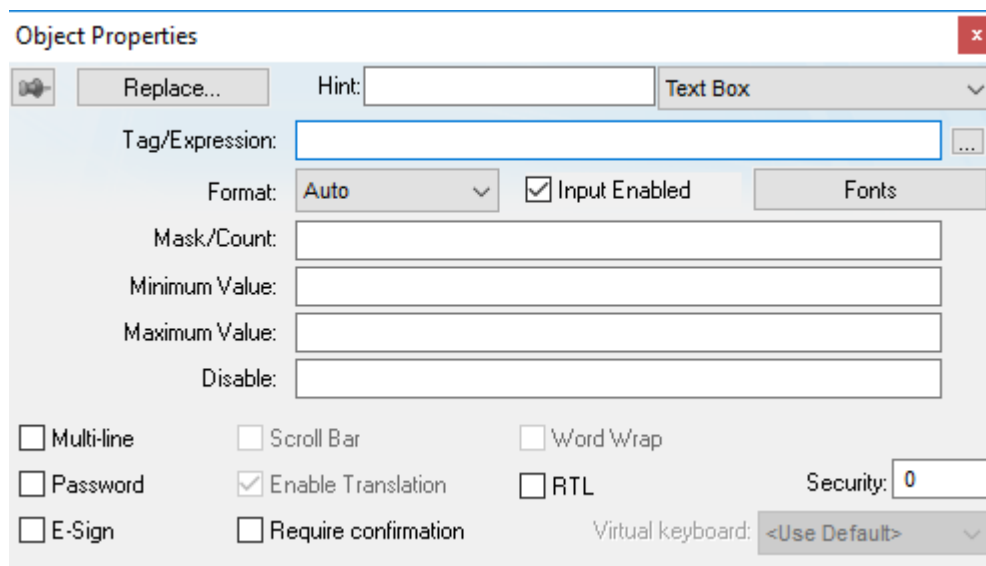 Object Properties
x
Replace... Hint: Text Box
Tag/Expression: ...
Format: Auto Input Enabled Fonts
Mask/Count:
Minimum Value:
Maximum Value:
Disable:
Multi-line Scroll Bar Word Wrap
Password Enable Translation RTL Security: 0
E-Sign Require confirmation Virtual keyboard: <Use Default>